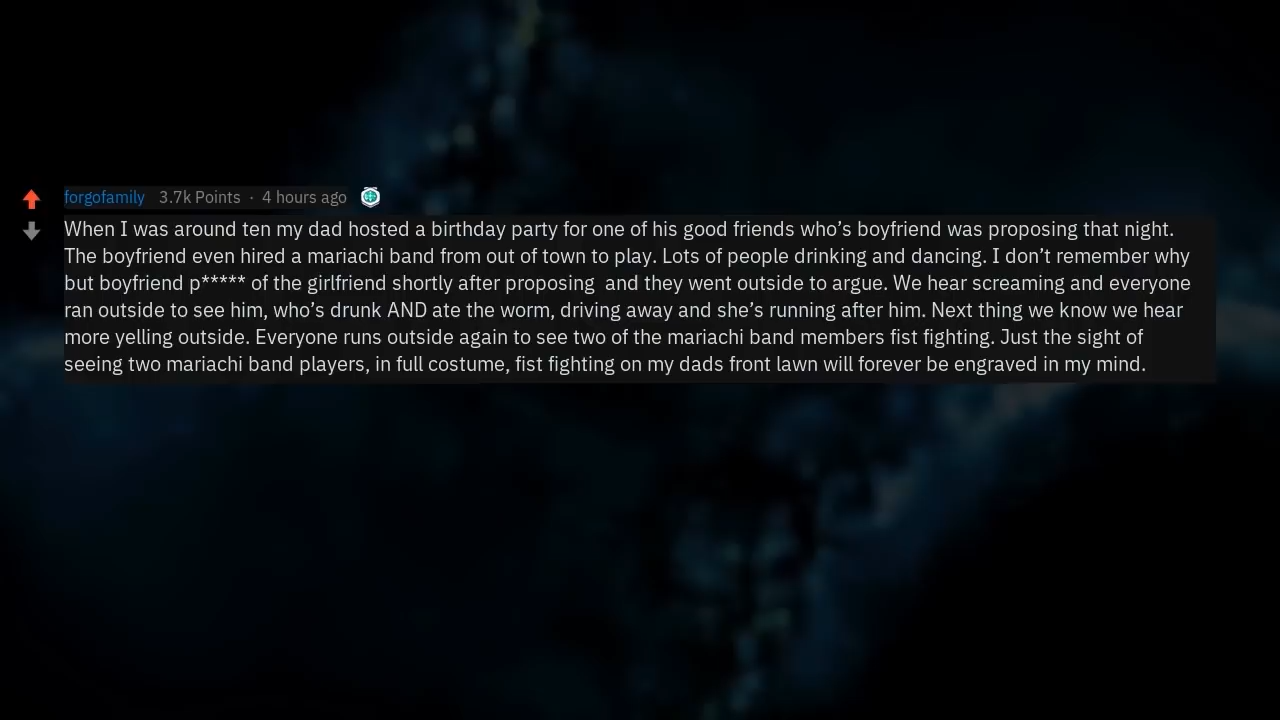 forgofamily 3.7k Points · 4 hours ago
When I was around ten my dad hosted a birthday party for one of his good friends who’s boyfriend was proposing that night.
The boyfriend even hired a mariachi band from out of town to play. Lots of people drinking and dancing. I don’t remember why
but boyfriend p***** of the girlfriend shortly after proposing  and they went outside to argue. We hear screaming and everyone
ran outside to see him, who’s drunk AND ate the worm, driving away and she’s running after him. Next thing we know we hear
more yelling outside. Everyone runs outside again to see two of the mariachi band members fist fighting. Just the sight of
seeing two mariachi band players, in full costume, fist fighting on my dads front lawn will forever be engraved in my mind.